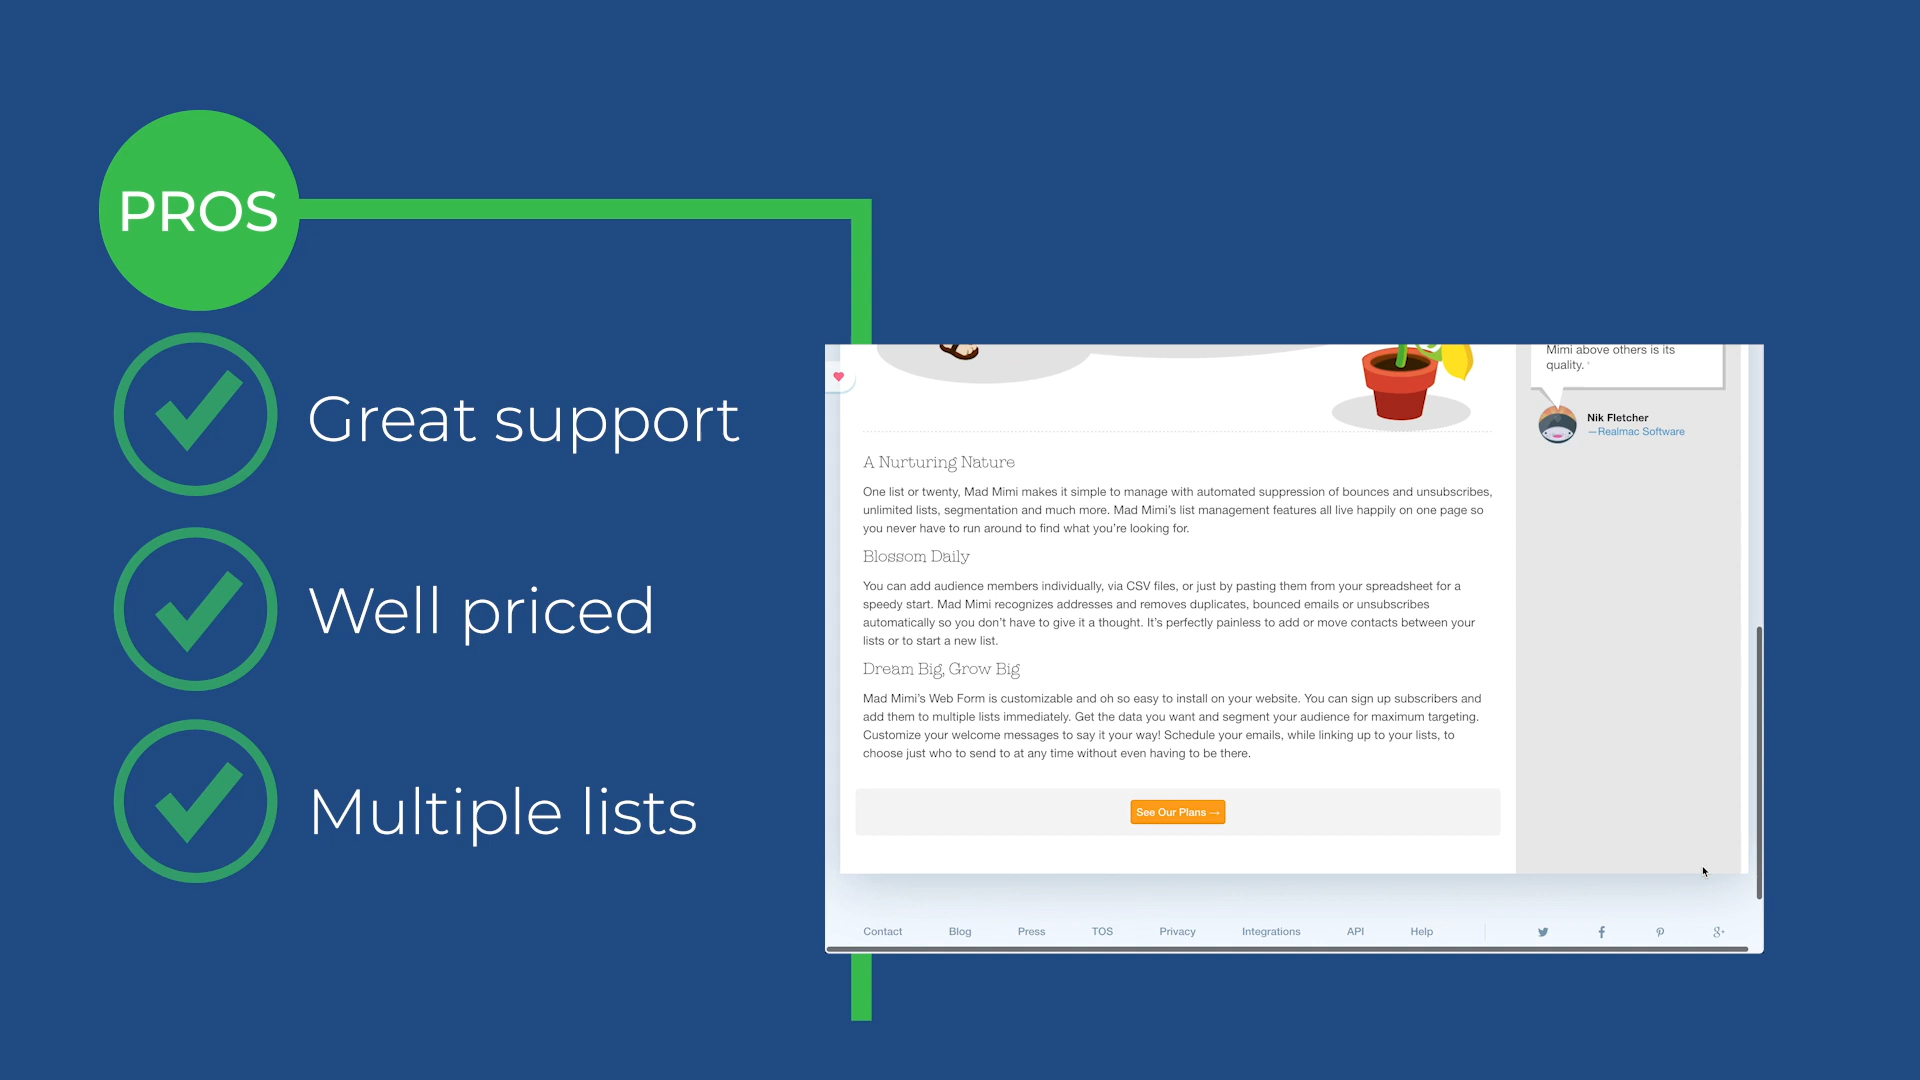 PROS
Great support
Well priced
Multiple lists
Mimi above others is its
quality.
Nik Fletcher
—Realmac Software
A Nurturing Nature
One list or twenty, Mad Mimi makes it simple to manage with automated suppression of bounces and unsubscribes,
unlimited lists, segmentation and much more. Mad Mimi’s list management features all live happily on one page so
you never have to run around to find what you’re looking for.
Blossom Daily
You can add audience members individually, via CSV files, or just by pasting them from your spreadsheet for a
speedy start. Mad Mimi recognizes addresses and removes duplicates, bounced emails or unsubscribes
automatically so you don’t have to give it a thought. It’s perfectly painless to add or move contacts between your
lists or to start a new list.
Dream Big, Grow Big
Mad Mimi’s Web Form is customizable and oh so easy to install on your website. You can sign up subscribers and
add them to multiple lists immediately. Get the data you want and segment your audience for maximum targeting.
Customize your welcome messages to say it your way! Schedule your emails, while linking up to your lists, to
choose just who to send to at any time without even having to be there.
See Our Plans →
Contact Blog Press TOS Privacy Integrations API Help